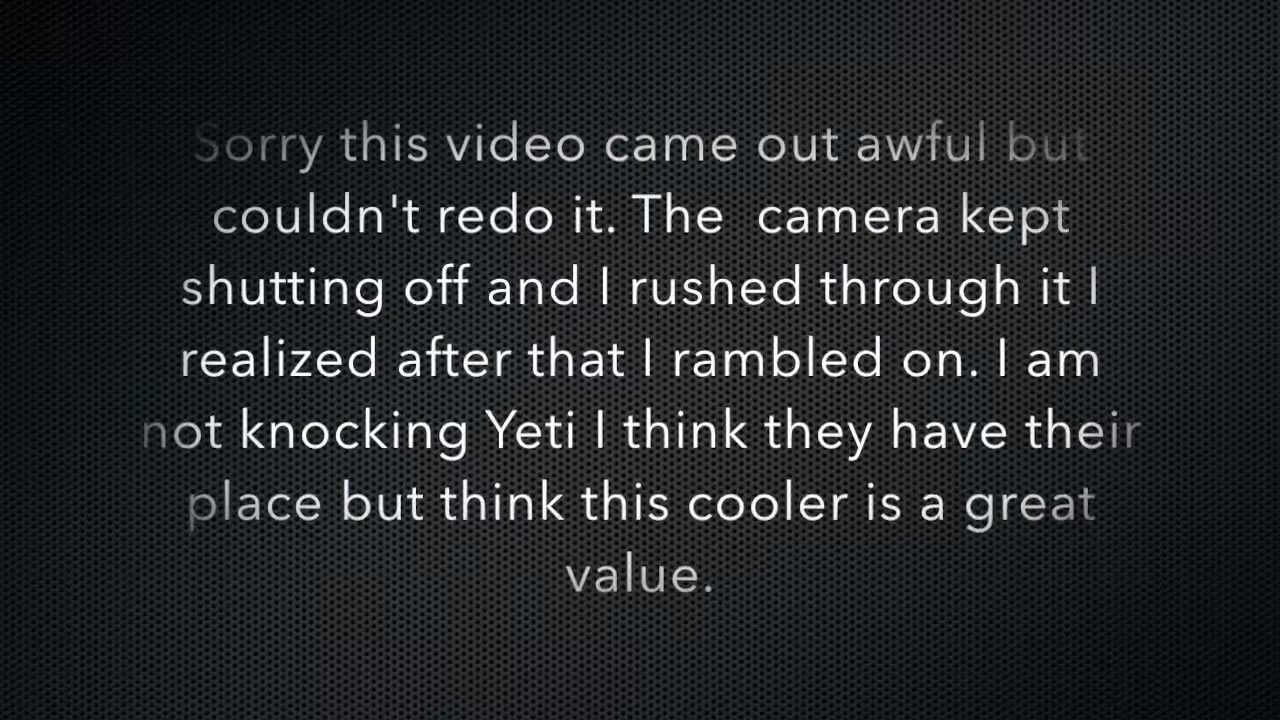 Sorry this video came out awful but
couldn't redo it. The  camera kept
shutting off and I rushed through it I
realized after that I rambled on. I am
not knocking Yeti I think they have their
place but think this cooler is a great
value.